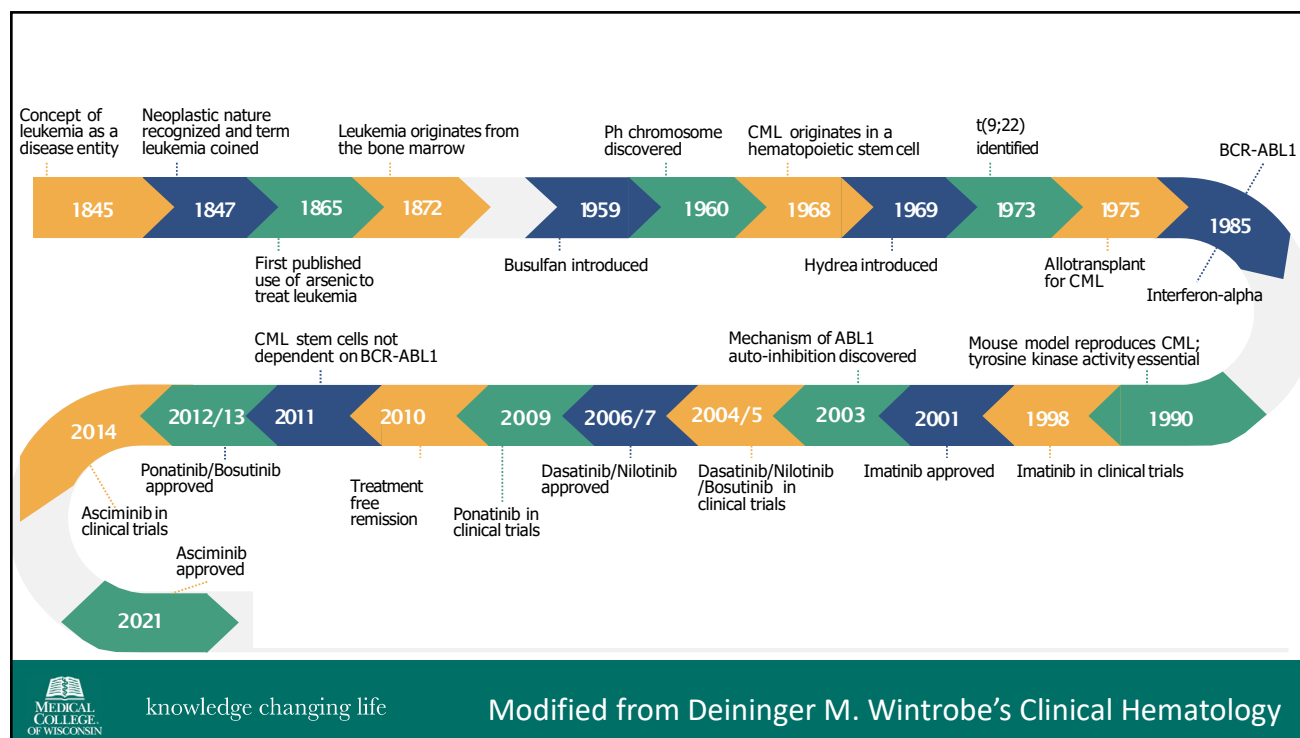 Concept of
leukemia as a
disease entity
Neoplastic nature
recognized and term
leukemia coined
Leukemia originates from
the bone marrow
Ph chromosome
discovered
CML originates in a
hematopoietic stem cell
t(9;22)
identified
BCR-ABL1
1845
1847
1865
1872
1959
1960
1968
1969
1973
1975
1985
First published
use of arsenic to
treat leukemia
Busulfan introduced
Hydrea introduced
Allotransplant
for CML
Interferon-alpha
CML stem cells not
dependent on BCR-ABL1
Mechanism of ABL1
auto-inhibition discovered
Mouse model reproduces CML;
tyrosine kinase activity essential
2014
2012/13
2011
2010
2009
2006/7
2004/5
2003
2001
1998
1990
Asciminib in
clinical trials
Ponatinib/Bosutinib
approved
Treatment
free
remission
Ponatinib in
clinical trials
Dasatinib/Nilotinib
approved
Dasatinib/Nilotinib
/Bosutinib in
clinical trials
Imatinib approved
Imatinib in clinical trials
Asciminib
approved
2021
MEDICAL
COLLEGE
OF WISCONSIN
knowledge changing life
Modified from Deininger M. Wintrobe's Clinical Hematology